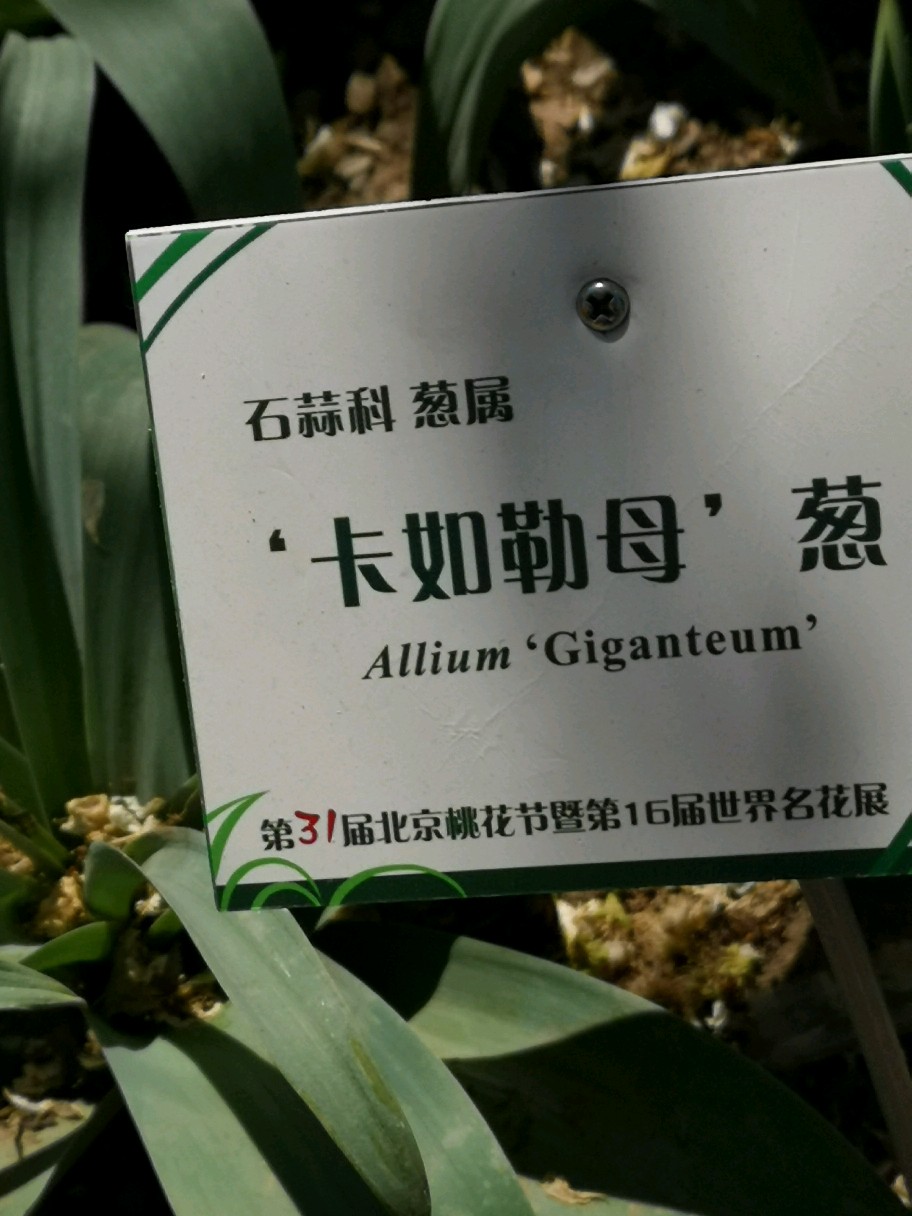 石蒜科 葱属
‘卡如勒母’ 葱
Allium ‘Giganteum’
第31届北京桃花节暨第16届世界名花展